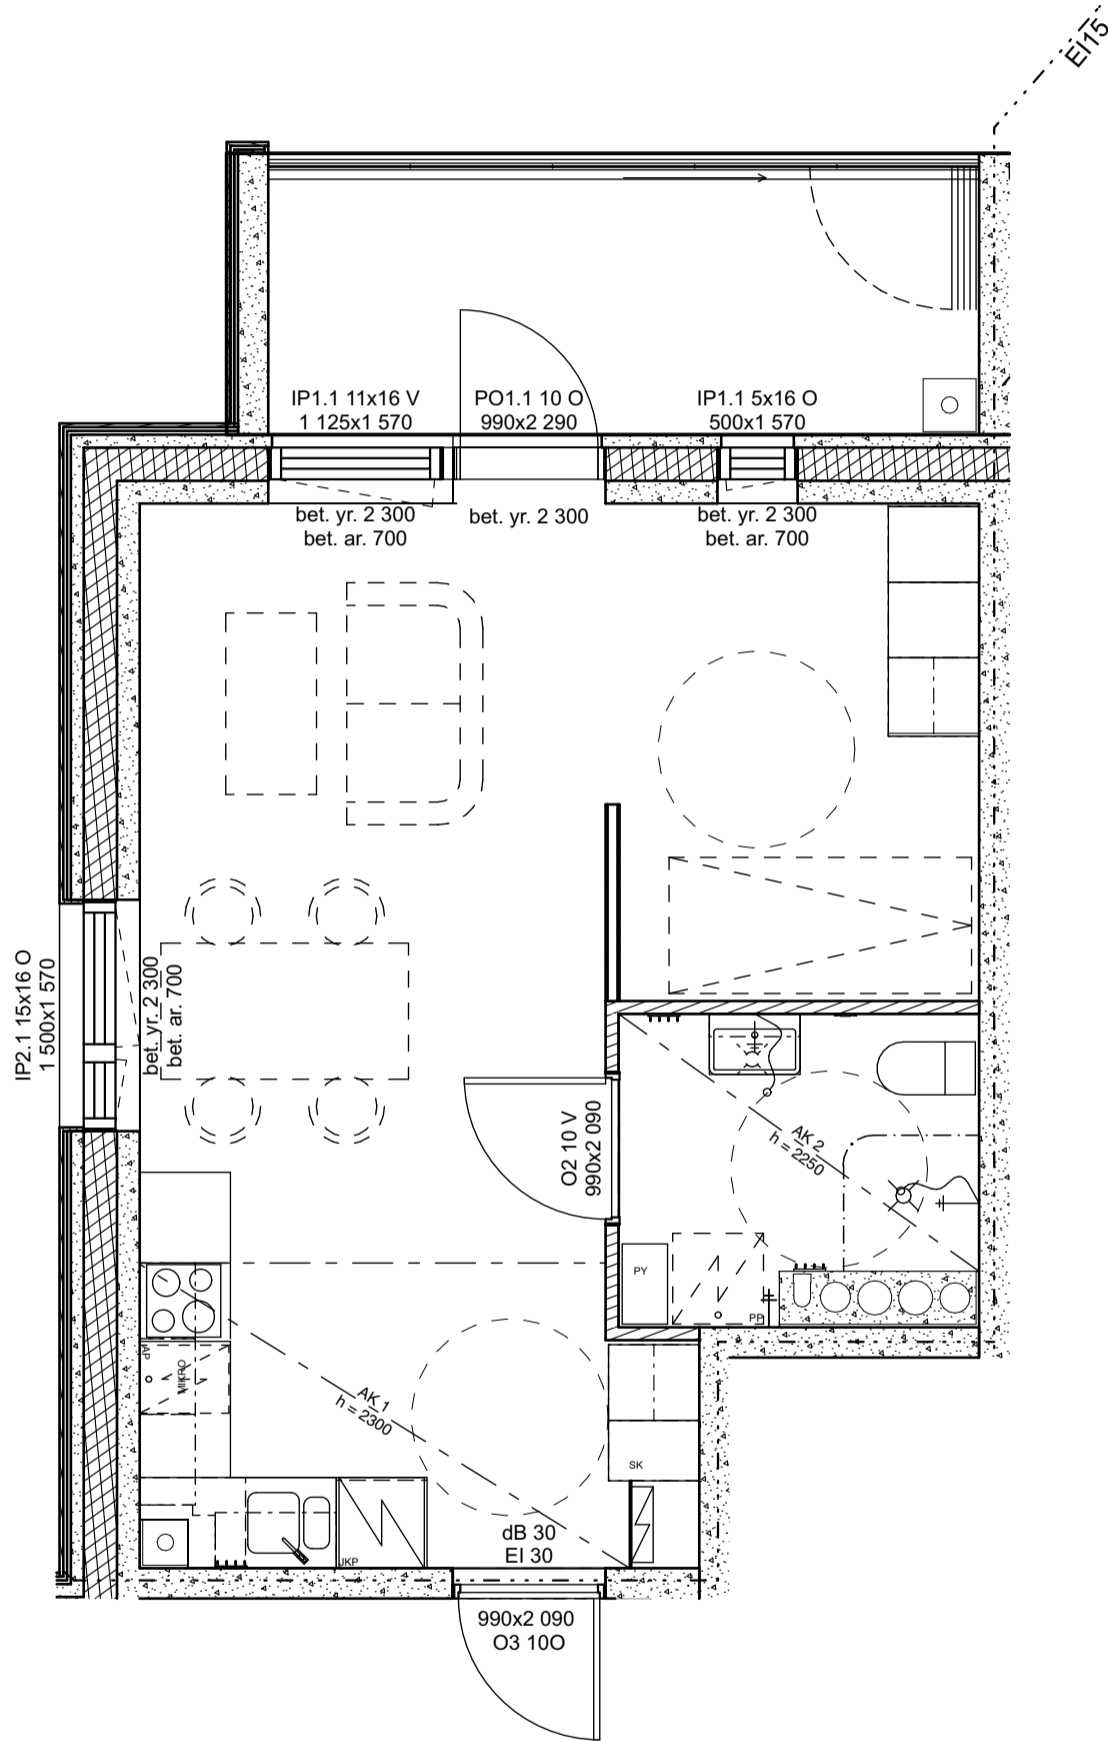 EI15
IP1.1 11x16 V
1 125x1 570
PO1.1 10 O
990x2 290
IP1.1 5x16 O
500x1 570
bet. yr. 2 300
bet. ar. 700
bet. yr. 2 300
bet. yr. 2 300
bet. ar. 700
IP2.1 15x16 O
1 500x1 570
bet. yr. 2 300
bet. ar. 700
O2 10 V
990x2 090
AK 2
h = 2250
PY
PP
AP
MIKRO
AK 1
h = 2300
SK
JKP
dB 30
EI 30
990x2 090
O3 10O